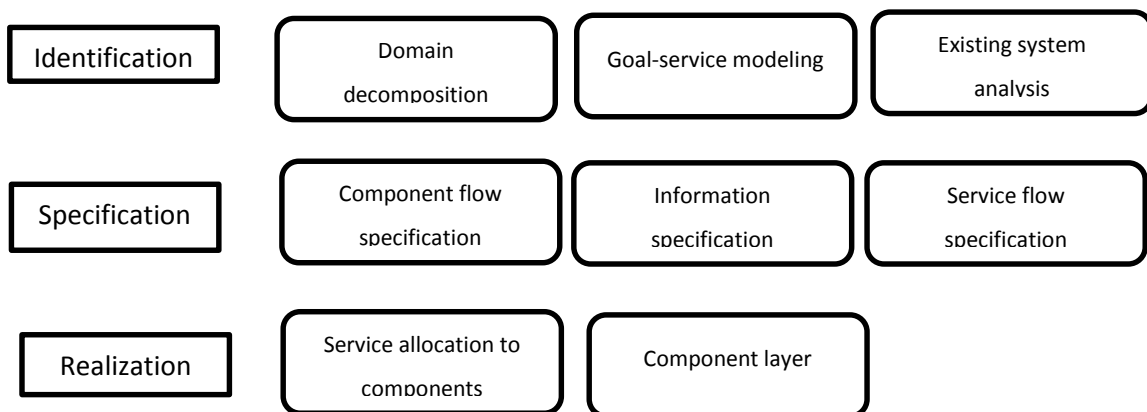 Identification
Domain
decomposition
Goal-service modeling
Existing system
analysis
Specification
Component flow
specification
Information
specification
Service flow
specification
Realization
Service allocation to
components
Component layer